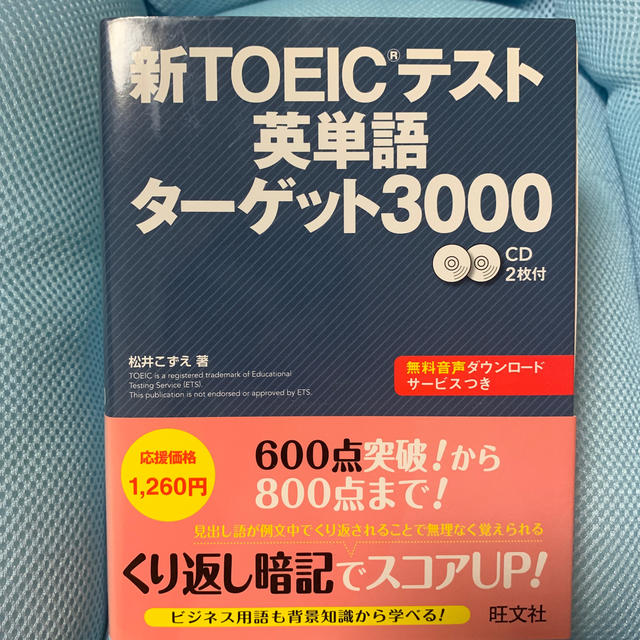 新TOEIC®テスト
英単語
ターゲット3000
CD
2枚付
松井こずえ 著
TOEIC is a registered trademark of Educational
Testing Service (ETS).
This publication is not endorsed or approved by ETS.
無料音声ダウンロード
サービスつき
応援価格
1,260円
600点突破!から
800点まで!
見出し語が例文中でくり返されることで無理なく覚えられる
くり返し暗記でスコアUP!
ビジネス用語も背景知識から学べる!
旺文社